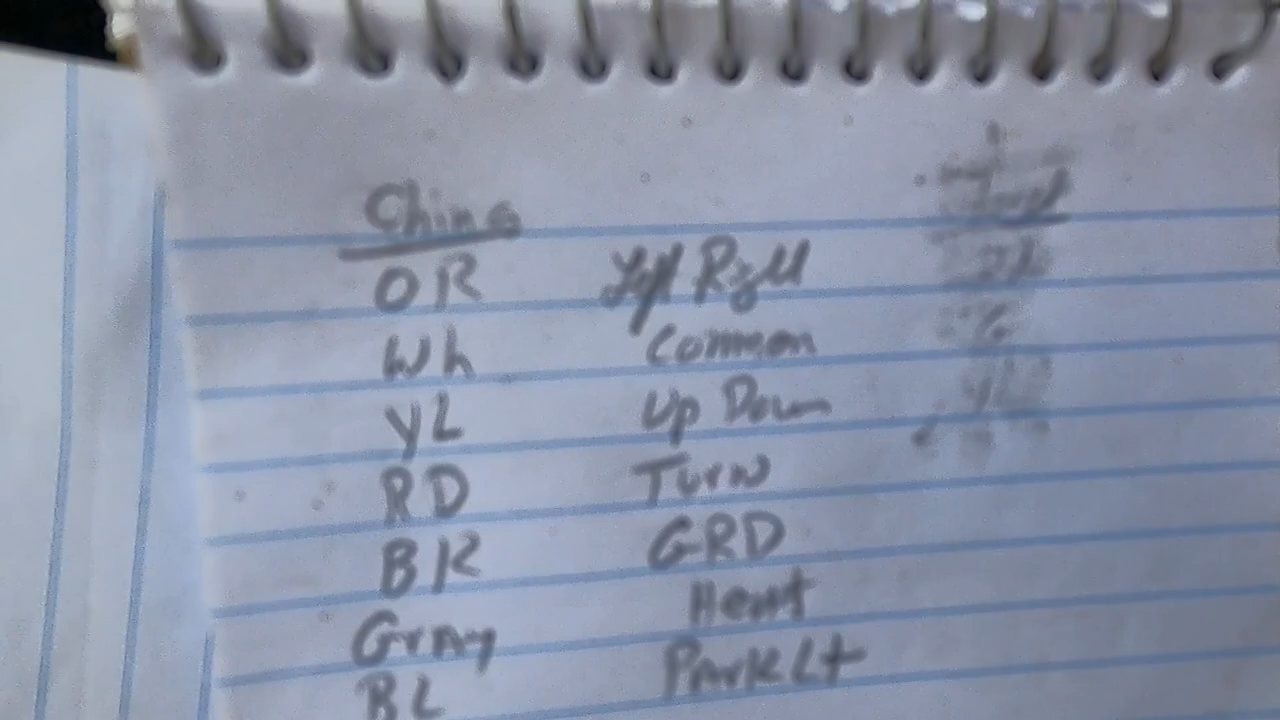 China
OR Left Right
Wh Common
YL Up Down
RD Turn
BK GRD
Gray Heat
BL Park Lt